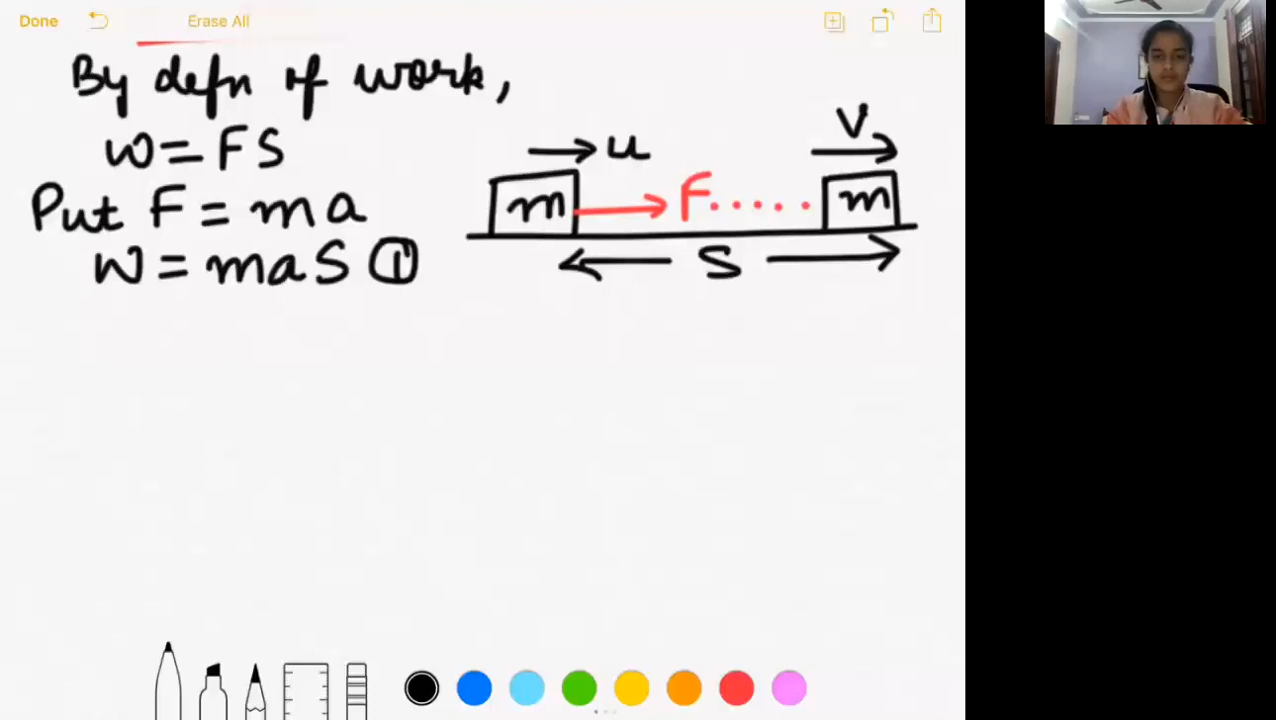 Done Erase All
By defn of work,
W = FS
Put F = ma
W = maS ①
u
V
m F..... m
S